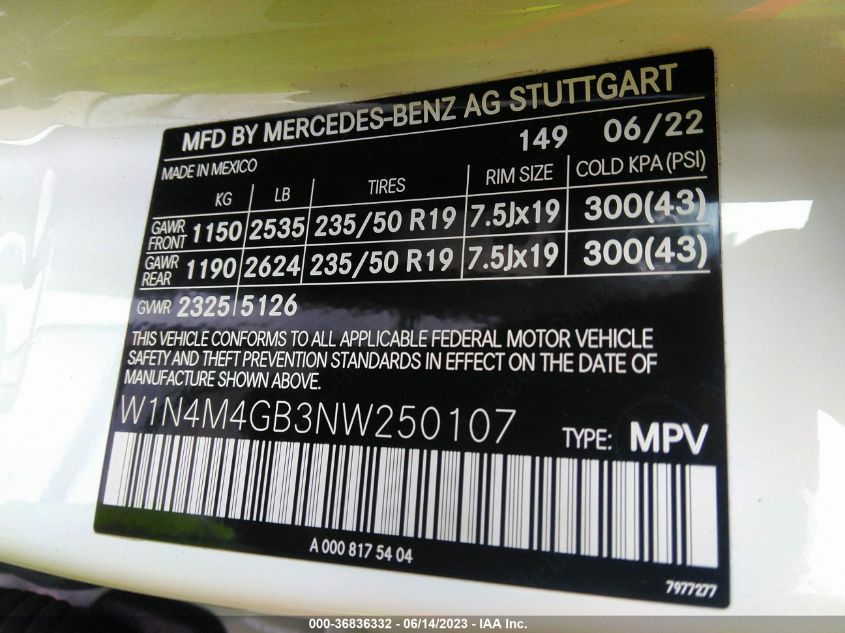 MFD BY MERCEDES-BENZ AG STUTTGART
MADE IN MEXICO 149 06/22
KG LB TIRES RIM SIZE COLD KPA (PSI)
GAWR FRONT 1150 2535 235/50 R19 7.5Jx19 300(43)
GAWR REAR 1190 2624 235/50 R19 7.5Jx19 300(43)
GVWR 2325 5126
THIS VEHICLE CONFORMS TO ALL APPLICABLE FEDERAL MOTOR VEHICLE
SAFETY AND THEFT PREVENTION STANDARDS IN EFFECT ON THE DATE OF
MANUFACTURE SHOWN ABOVE.
W1N4M4GB3NW250107 TYPE: MPV
A 000 817 54 04
7977277
000-36836332 - 06/14/2023 - IAA Inc.